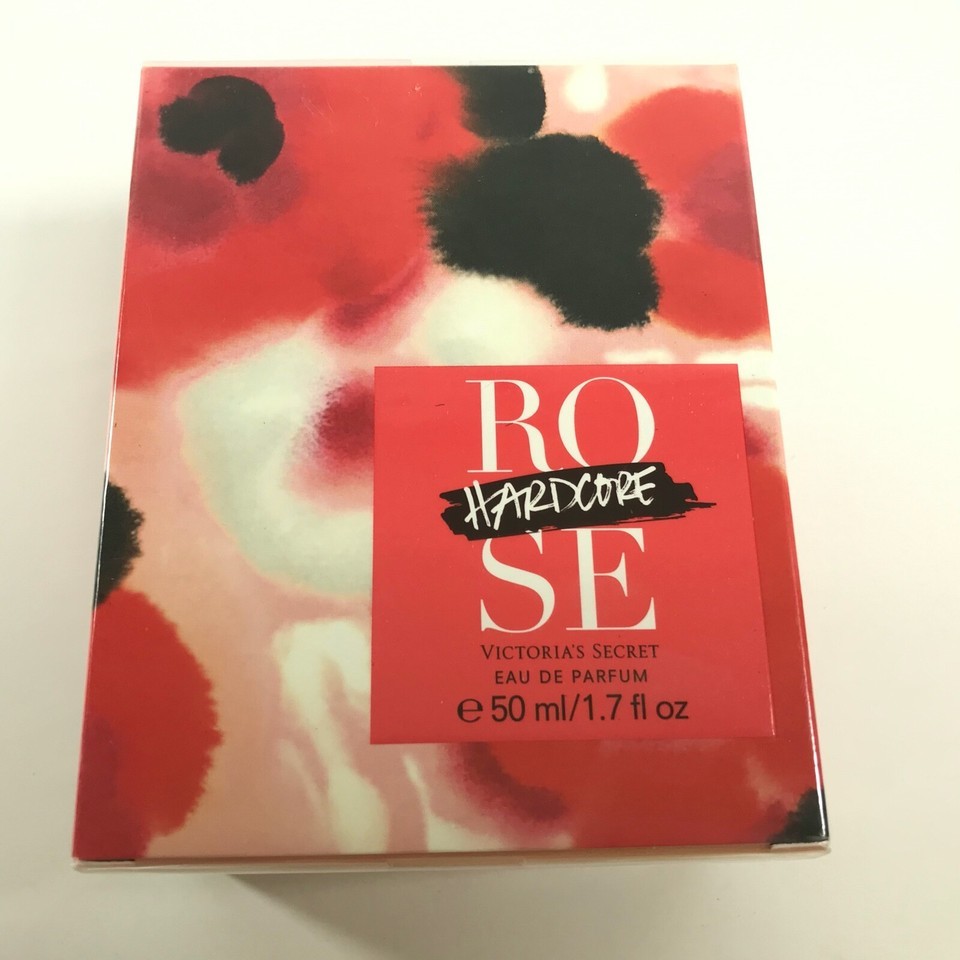 RO
HARDCORE
SE
VICTORIA'S SECRET
EAU DE PARFUM
℮ 50 ml/1.7 fl oz